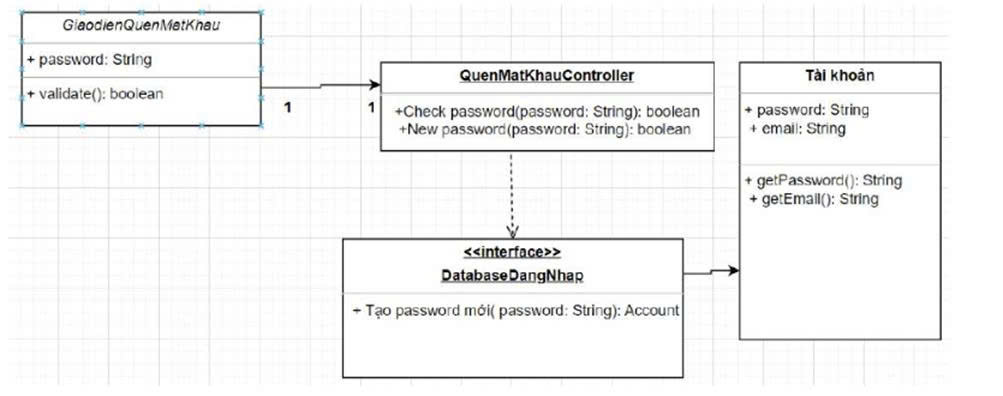 GiaodienQuenMatKhau
+ password: String
+ validate(): boolean
1
1
QuenMatKhauController
+Check password(password: String): boolean
+New password(password: String): boolean
Tài khoản
+ password: String
+ email: String
+ getPassword(): String
+ getEmail(): String
<<interface>>
DatabaseDangNhap
+ Tạo password mới( password: String): Account